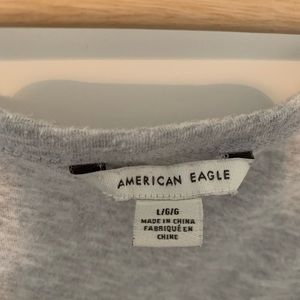 AMERICAN EAGLE
L/G/G
MADE IN CHINA
FABRIQUÉ EN
CHINE